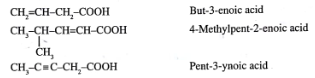 CH₂=CH-CH₂-COOH But-3-enoic acid
CH₃-CH-CH=CH-COOH 4-Methylpent-2-enoic acid
|
CH₃
CH₃-C≡C-CH₂-COOH Pent-3-ynoic acid